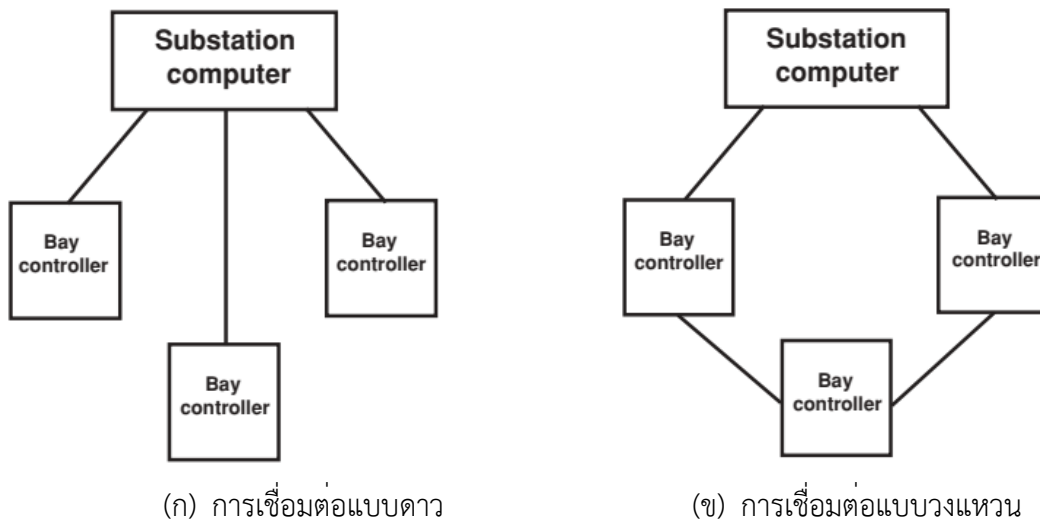 Substation
computer
Bay
controller
Bay
controller
Bay
controller
(ก) การเชื่อมต่อแบบดาว
Substation
computer
Bay
controller
Bay
controller
Bay
controller
(ข) การเชื่อมต่อแบบวงแหวน